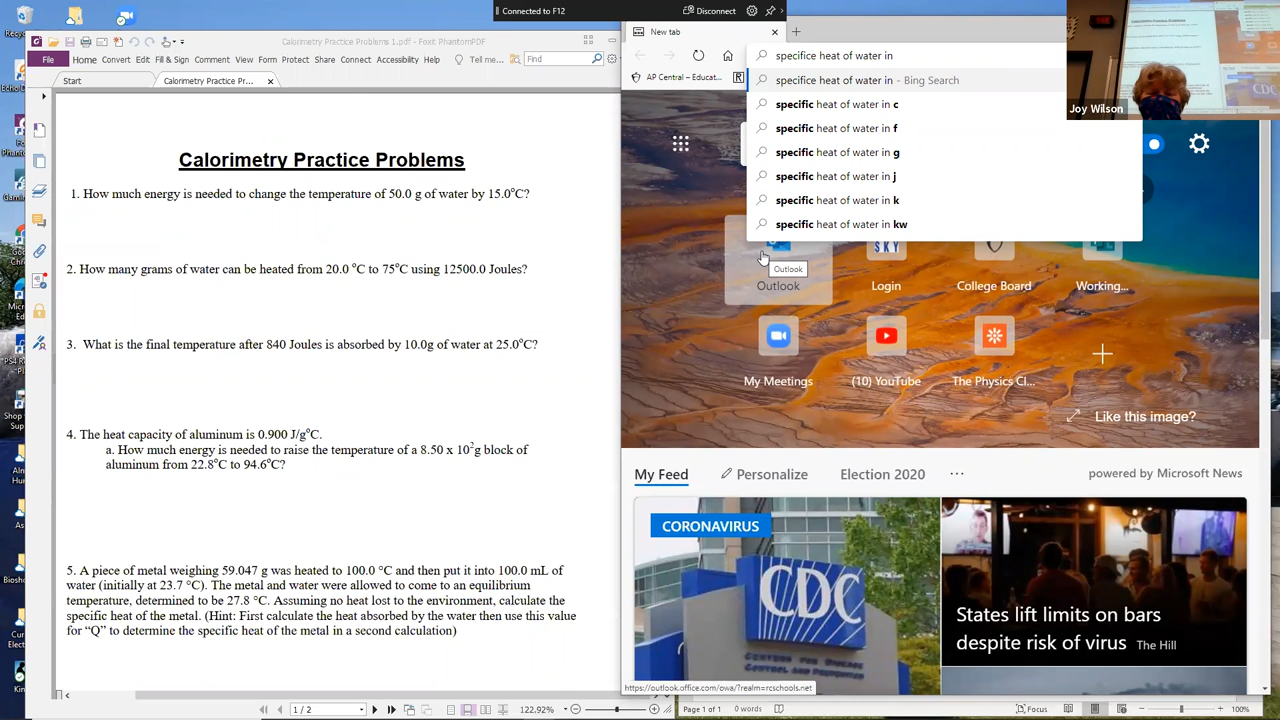 Connected to F12
Disconnect
Calorimetry Practice Problems 1.pdf - Foxit PhantomPDF
File
Home Convert Edit Fill & Sign Organize Comment View Form Protect Share Connect Accessibility Help
Tell me...
Find
Start
Calorimetry Practice Pr...
Calorimetry Practice Problems
1. How much energy is needed to change the temperature of 50.0 g of water by 15.0°C?
2. How many grams of water can be heated from 20.0 °C to 75°C using 12500.0 Joules?
3. What is the final temperature after 840 Joules is absorbed by 10.0g of water at 25.0°C?
4. The heat capacity of aluminum is 0.900 J/g°C.
a. How much energy is needed to raise the temperature of a 8.50 x 10² g block of
aluminum from 22.8°C to 94.6°C?
5. A piece of metal weighing 59.047 g was heated to 100.0 °C and then put it into 100.0 mL of
water (initially at 23.7 °C). The metal and water were allowed to come to an equilibrium
temperature, determined to be 27.8 °C. Assuming no heat lost to the environment, calculate the
specific heat of the metal. (Hint: First calculate the heat absorbed by the water then use this value
for “Q” to determine the specific heat of the metal in a second calculation)
1 / 2
122.92%
New tab
specifice heat of water in
AP Central – Educat...
specifice heat of water in - Bing Search
specific heat of water in c
specific heat of water in f
specific heat of water in g
specific heat of water in j
specific heat of water in k
specific heat of water in kw
Joy Wilson
SKY
Outlook
Outlook
Login
College Board
Working...
My Meetings
(10) YouTube
The Physics Cl...
Like this image?
My Feed
Personalize
Election 2020
...
powered by Microsoft News
CORONAVIRUS
CDC
CENTERS FOR DISEASE
CONTROL AND PREVENTION
States lift limits on bars
despite risk of virus The Hill
https://outlook.office.com/owa/?realm=rcschools.net
Page 1 of 1
0 words
Focus
100%